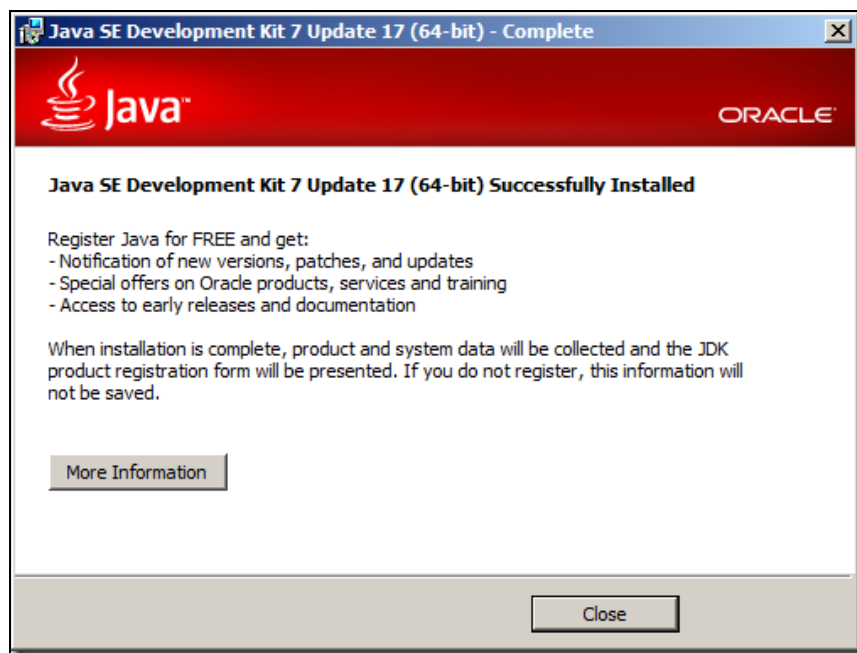 Java SE Development Kit 7 Update 17 (64-bit) - Complete
Java™
ORACLE®
Java SE Development Kit 7 Update 17 (64-bit) Successfully Installed
Register Java for FREE and get:
- Notification of new versions, patches, and updates
- Special offers on Oracle products, services and training
- Access to early releases and documentation
When installation is complete, product and system data will be collected and the JDK
product registration form will be presented. If you do not register, this information will
not be saved.
More Information
Close